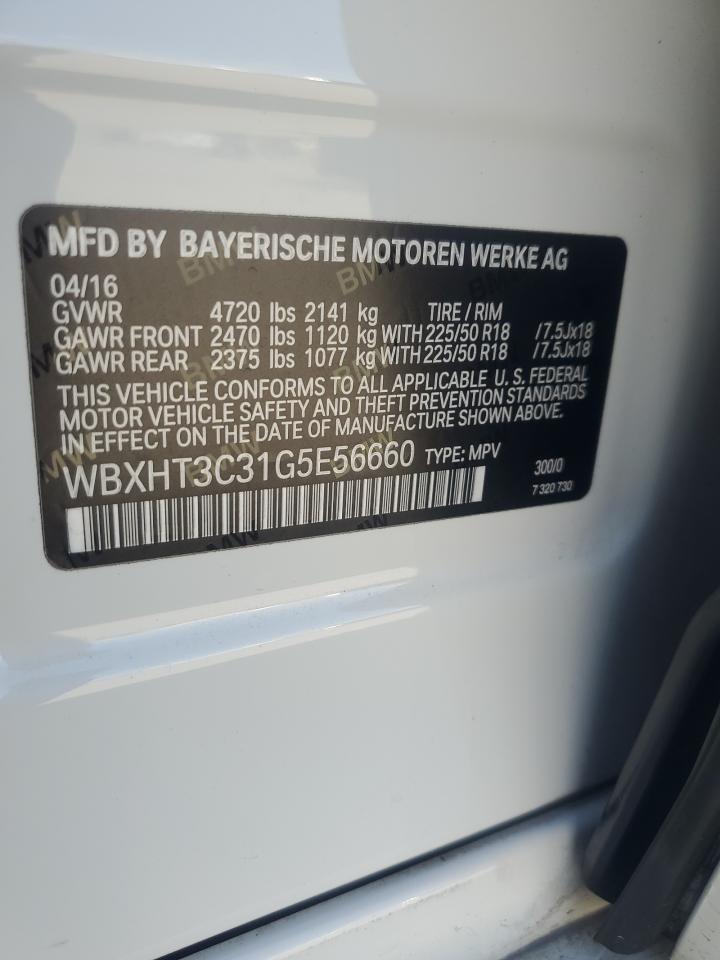 MFD BY BAYERISCHE MOTOREN WERKE AG
04/16
GVWR 4720 lbs 2141 kg TIRE / RIM
GAWR FRONT 2470 lbs 1120 kg WITH 225/50 R18 /7.5Jx18
GAWR REAR 2375 lbs 1077 kg WITH 225/50 R18 /7.5Jx18
THIS VEHICLE CONFORMS TO ALL APPLICABLE U. S. FEDERAL
MOTOR VEHICLE SAFETY AND THEFT PREVENTION STANDARDS
IN EFFECT ON THE DATE OF MANUFACTURE SHOWN ABOVE.
WBXHT3C31G5E56660 TYPE: MPV 300/0
7 320 730